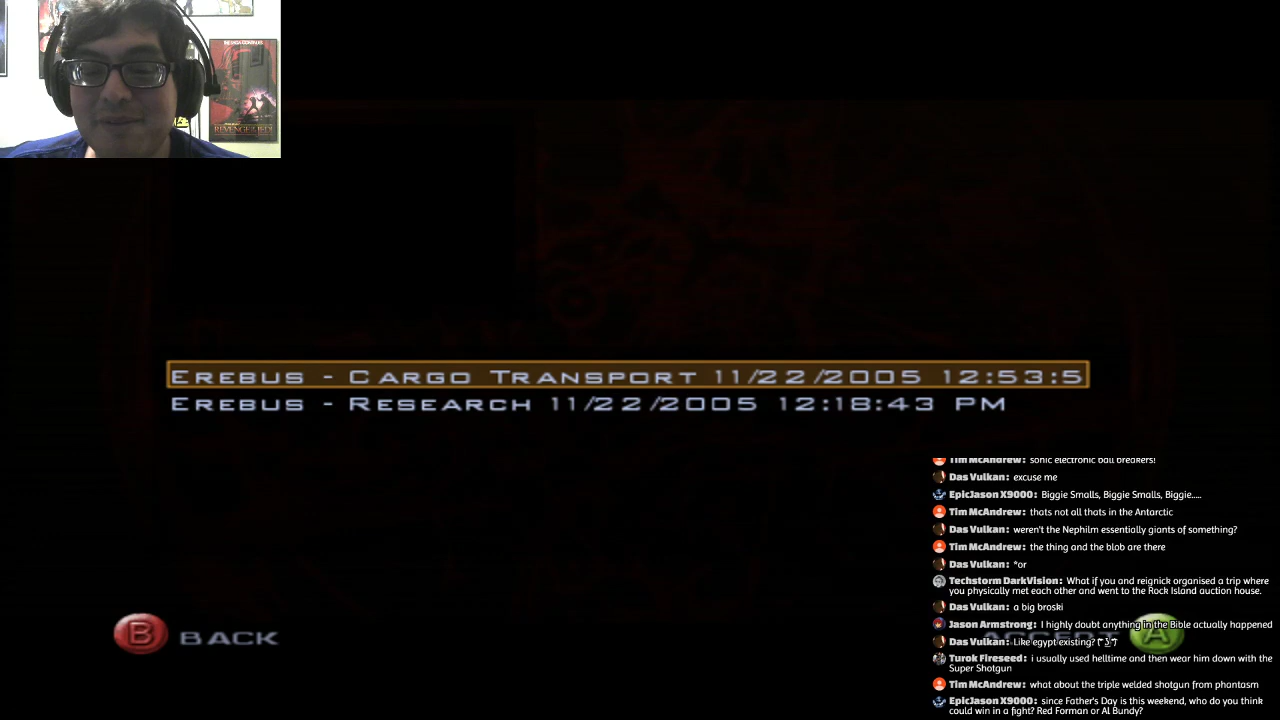 REVENGE OF THE JEDI
EREBUS - CARGO TRANSPORT 11/22/2005 12:53:5
EREBUS - RESEARCH 11/22/2005 12:18:43 PM
B BACK
ACCEPT A
Tim McAndrew: sonic electronic ball breakers!
Das Vulkan: excuse me
EpicJason X9000: Biggie Smalls, Biggie Smalls, Biggie.....
Tim McAndrew: thats not all thats in the Antarctic
Das Vulkan: weren't the Nephilm essentially giants of something?
Tim McAndrew: the thing and the blob are there
Das Vulkan: *or
Techstorm DarkVision: What if you and reignick organised a trip where
you physically met each other and went to the Rock Island auction house.
Das Vulkan: a big broski
Jason Armstrong: I highly doubt anything in the Bible actually happened
Das Vulkan: Like egypt existing? ( ͡° ͜ʖ ͡°)
Turok Fireseed: i usually used helltime and then wear him down with the
Super Shotgun
Tim McAndrew: what about the triple welded shotgun from phantasm
EpicJason X9000: since Father's Day is this weekend, who do you think
could win in a fight? Red Forman or Al Bundy?